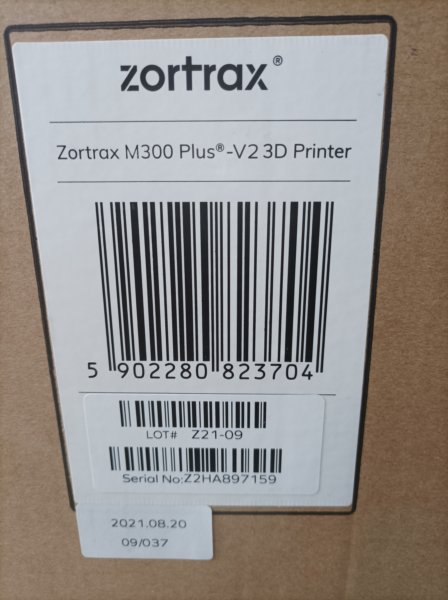 zortrax®
Zortrax M300 Plus®-V2 3D Printer
5 902280 823704
LOT# Z21-09
Serial No:Z2HA897159
2021.08.20
09/037